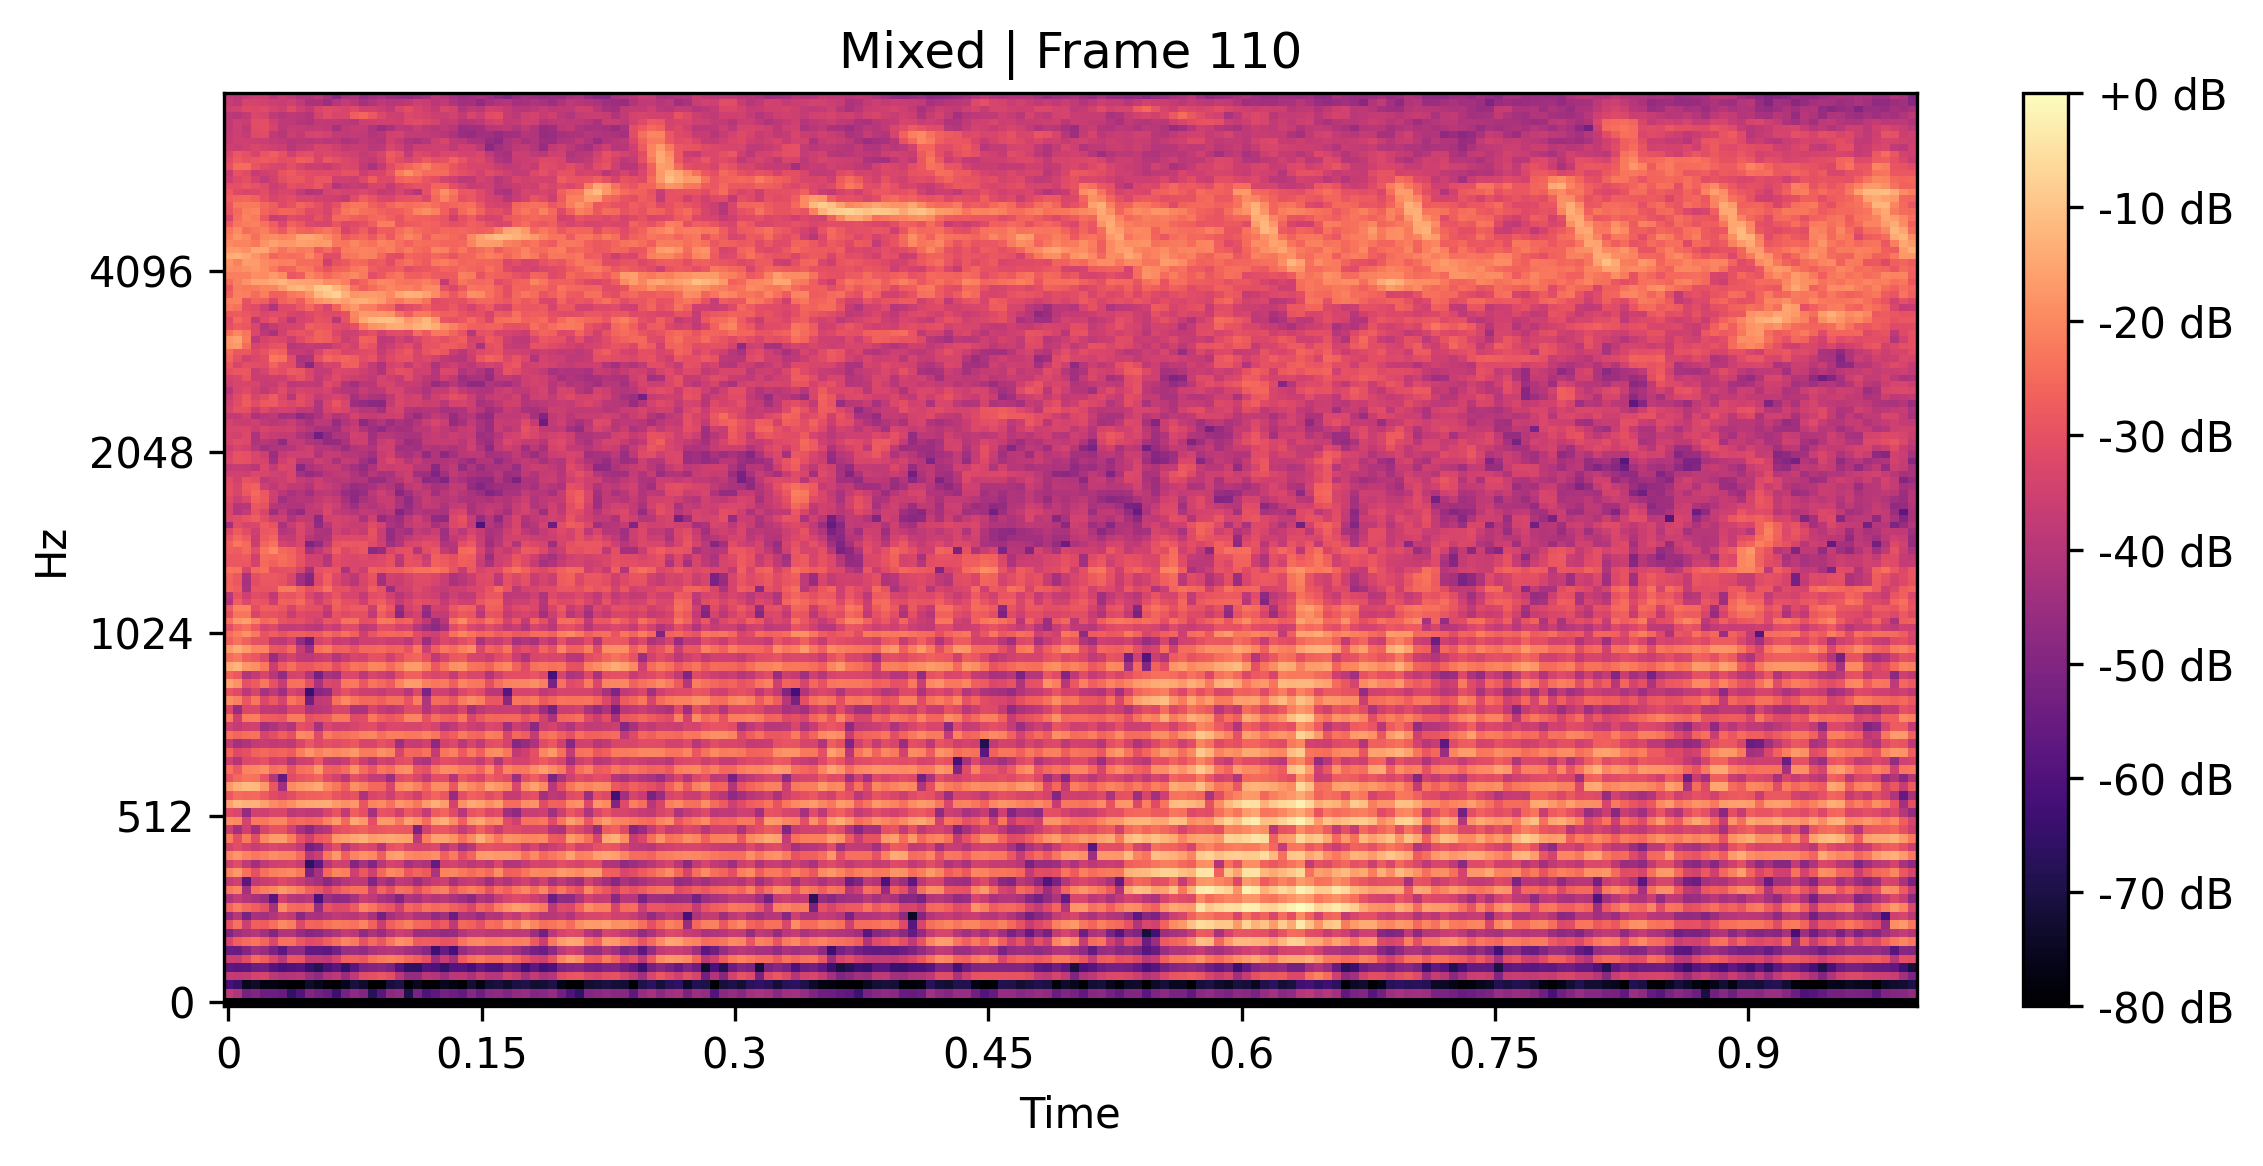 Mixed | Frame 110
+0 dB
-10 dB
-20 dB
-30 dB
-40 dB
-50 dB
-60 dB
-70 dB
-80 dB
Hz
4096
2048
1024
512
0
0 0.15 0.3 0.45 0.6 0.75 0.9
Time